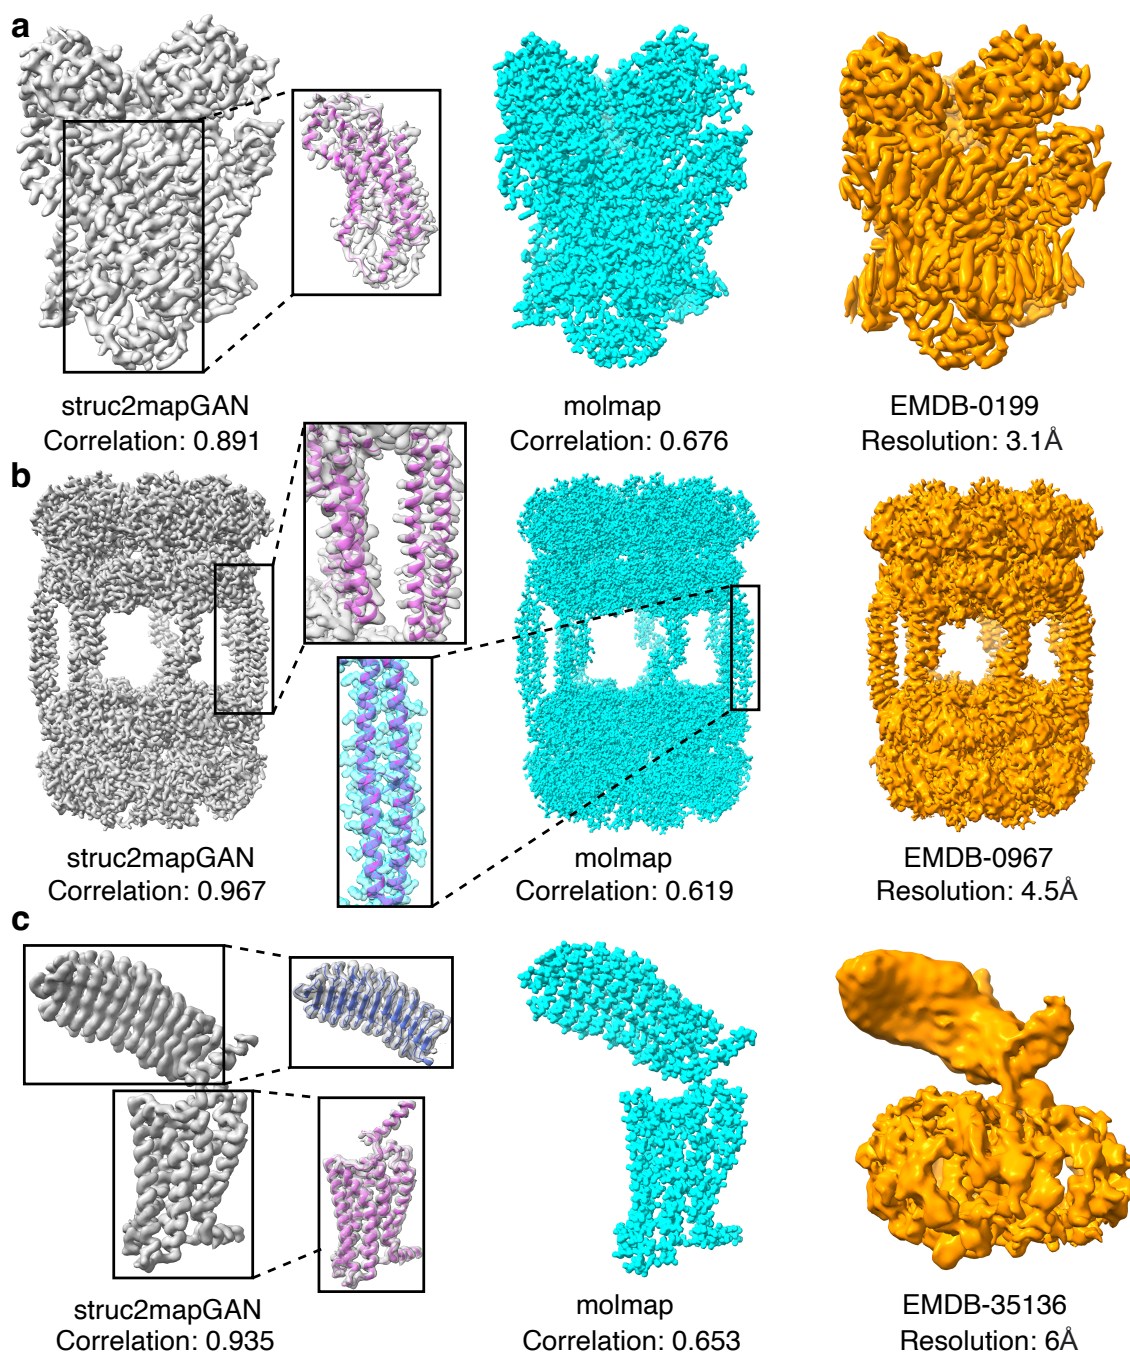 a
struc2mapGAN
Correlation: 0.891
molmap
Correlation: 0.676
EMDB-0199
Resolution: 3.1Å
b
struc2mapGAN
Correlation: 0.967
molmap
Correlation: 0.619
EMDB-0967
Resolution: 4.5Å
c
struc2mapGAN
Correlation: 0.935
molmap
Correlation: 0.653
EMDB-35136
Resolution: 6Å